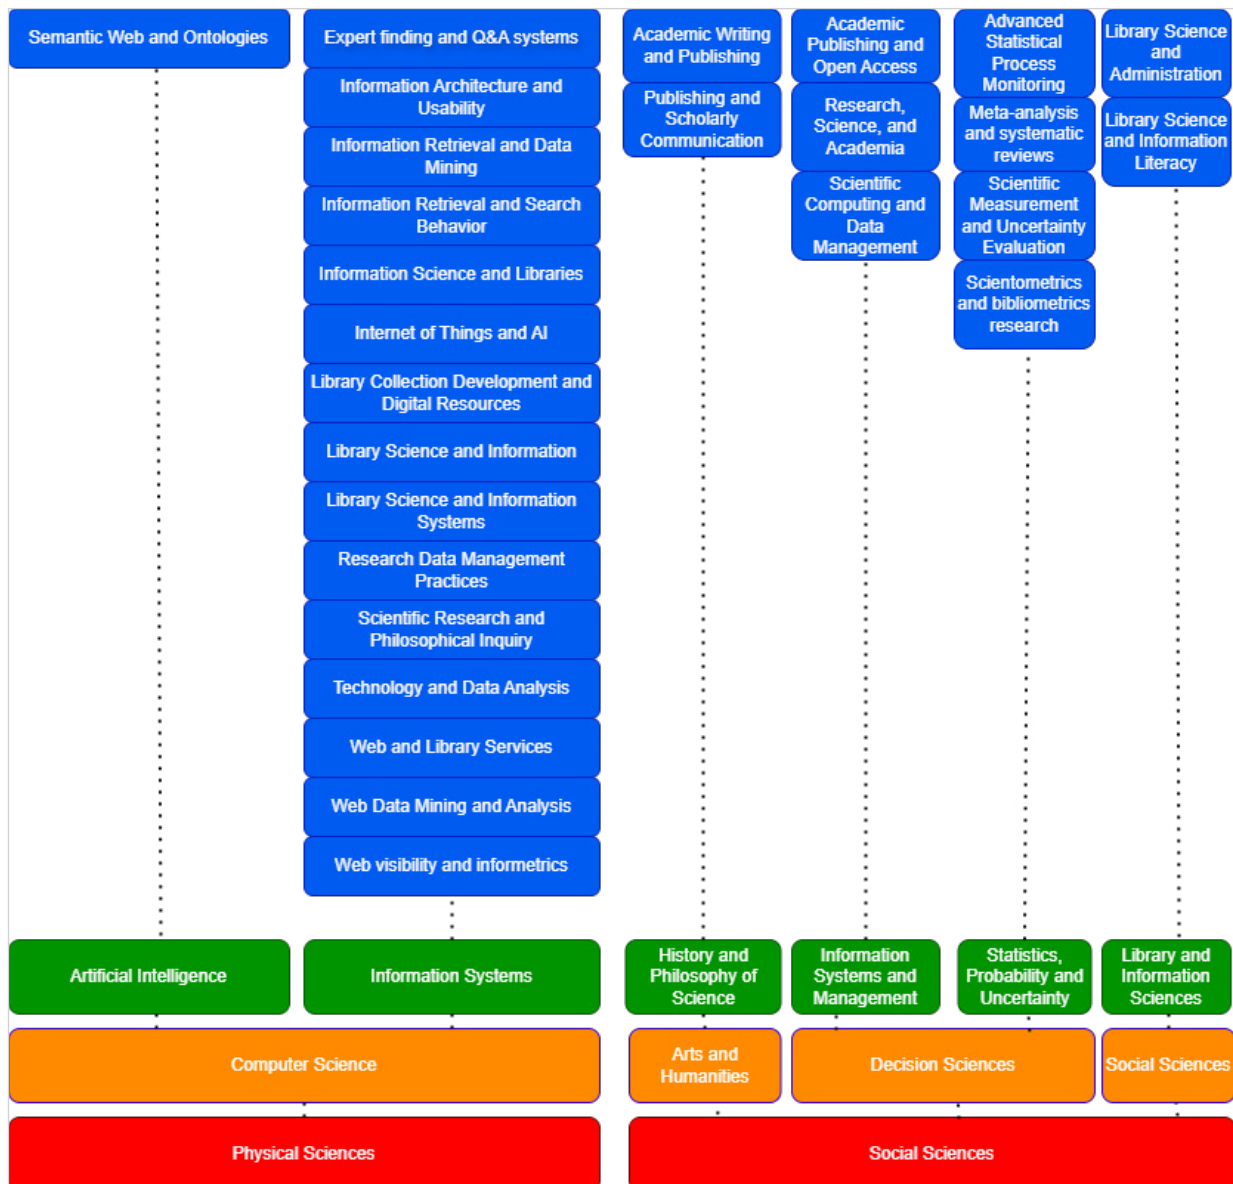 Semantic Web and Ontologies
Expert finding and Q&A systems
Information Architecture and
Usability
Information Retrieval and Data
Mining
Information Retrieval and Search
Behavior
Information Science and Libraries
Internet of Things and AI
Library Collection Development and
Digital Resources
Library Science and Information
Library Science and Information
Systems
Research Data Management
Practices
Scientific Research and
Philosophical Inquiry
Technology and Data Analysis
Web and Library Services
Web Data Mining and Analysis
Web visibility and informetrics
Academic Writing
and Publishing
Publishing and
Scholarly
Communication
Academic
Publishing and
Open Access
Research,
Science, and
Academia
Scientific
Computing and
Data
Management
Advanced
Statistical
Process
Monitoring
Meta-analysis
and systematic
reviews
Scientific
Measurement
and Uncertainty
Evaluation
Scientometrics
and bibliometrics
research
Library Science
and
Administration
Library Science
and Information
Literacy
Artificial Intelligence
Information Systems
History and
Philosophy of
Science
Information
Systems and
Management
Statistics,
Probability and
Uncertainty
Library and
Information
Sciences
Computer Science
Arts and
Humanities
Decision Sciences
Social Sciences
Physical Sciences
Social Sciences